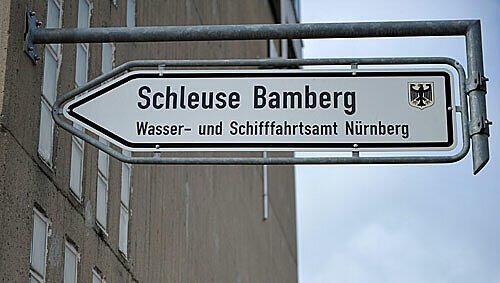 Schleuse Bamberg
Wasser- und Schifffahrtsamt Nürnberg